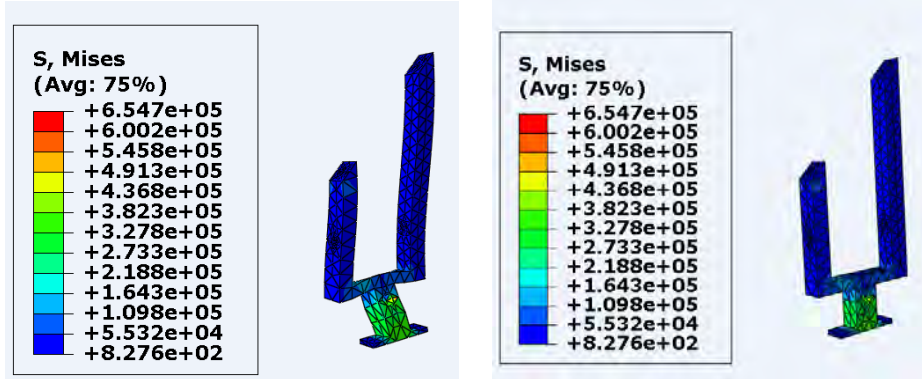 S, Mises
(Avg: 75%)
+6.547e+05
+6.002e+05
+5.458e+05
+4.913e+05
+4.368e+05
+3.823e+05
+3.278e+05
+2.733e+05
+2.188e+05
+1.643e+05
+1.098e+05
+5.532e+04
+8.276e+02
S, Mises
(Avg: 75%)
+6.547e+05
+6.002e+05
+5.458e+05
+4.913e+05
+4.368e+05
+3.823e+05
+3.278e+05
+2.733e+05
+2.188e+05
+1.643e+05
+1.098e+05
+5.532e+04
+8.276e+02